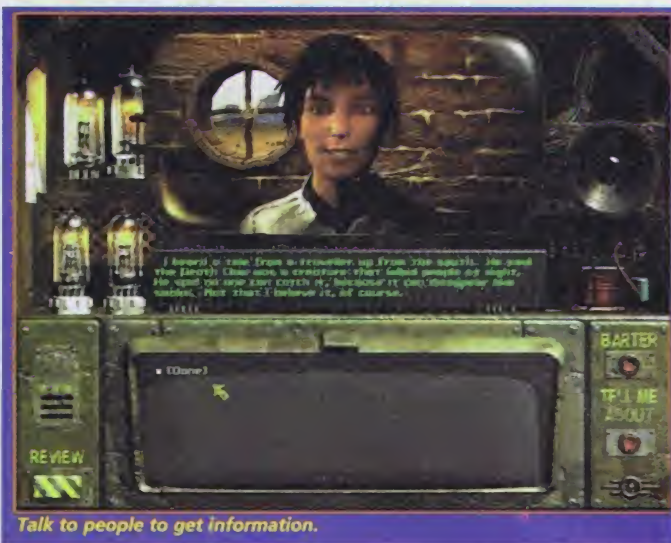 I heard a tale from a traveller up from the south. He said
the Death Claw was a creature that killed people at night.
He said no one can catch it, because it can disappear like
smoke. Not that I believe it, of course.
BARTER
[Done]
TELL ME
ABOUT
REVIEW
Talk to people to get information.